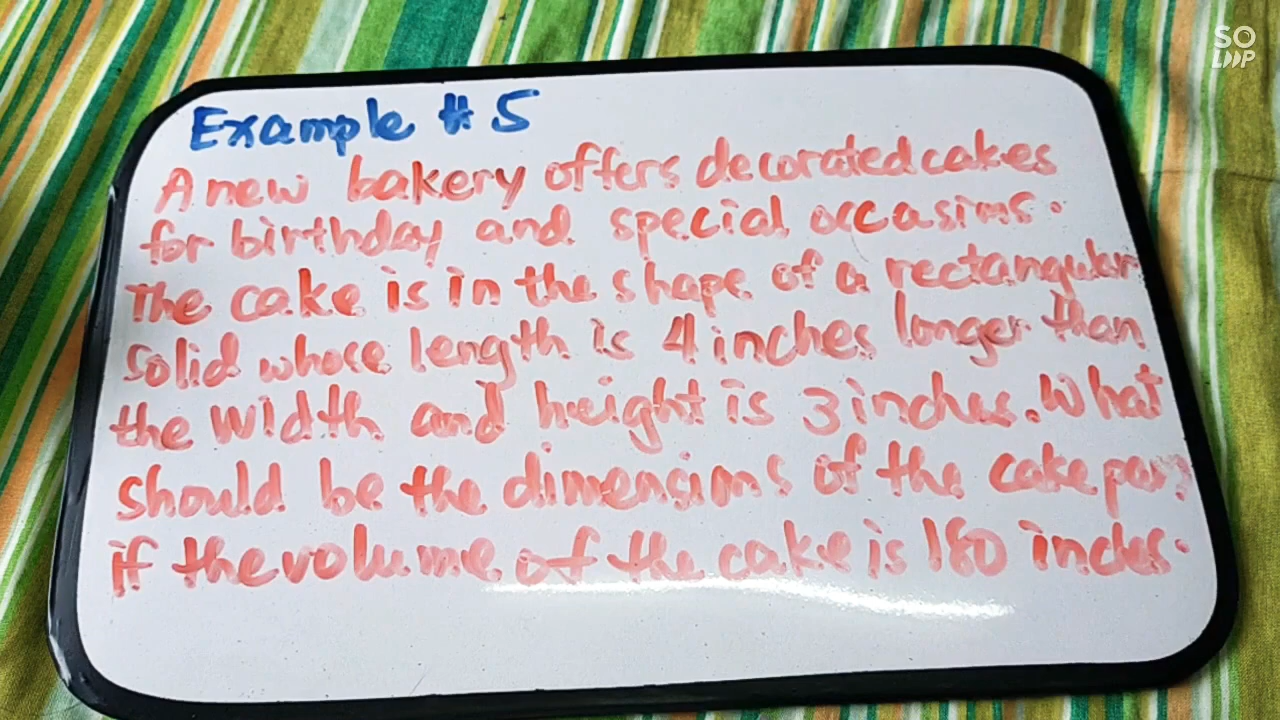 Example # 5
A new bakery offers decorated cakes
for birthday and special occasions.
The cake is in the shape of a rectangular
solid whose length is 4 inches longer than
the width and height is 3 inches. What
should be the dimensions of the cake pan,
if the volume of the cake is 180 inches.
SO
LOOP